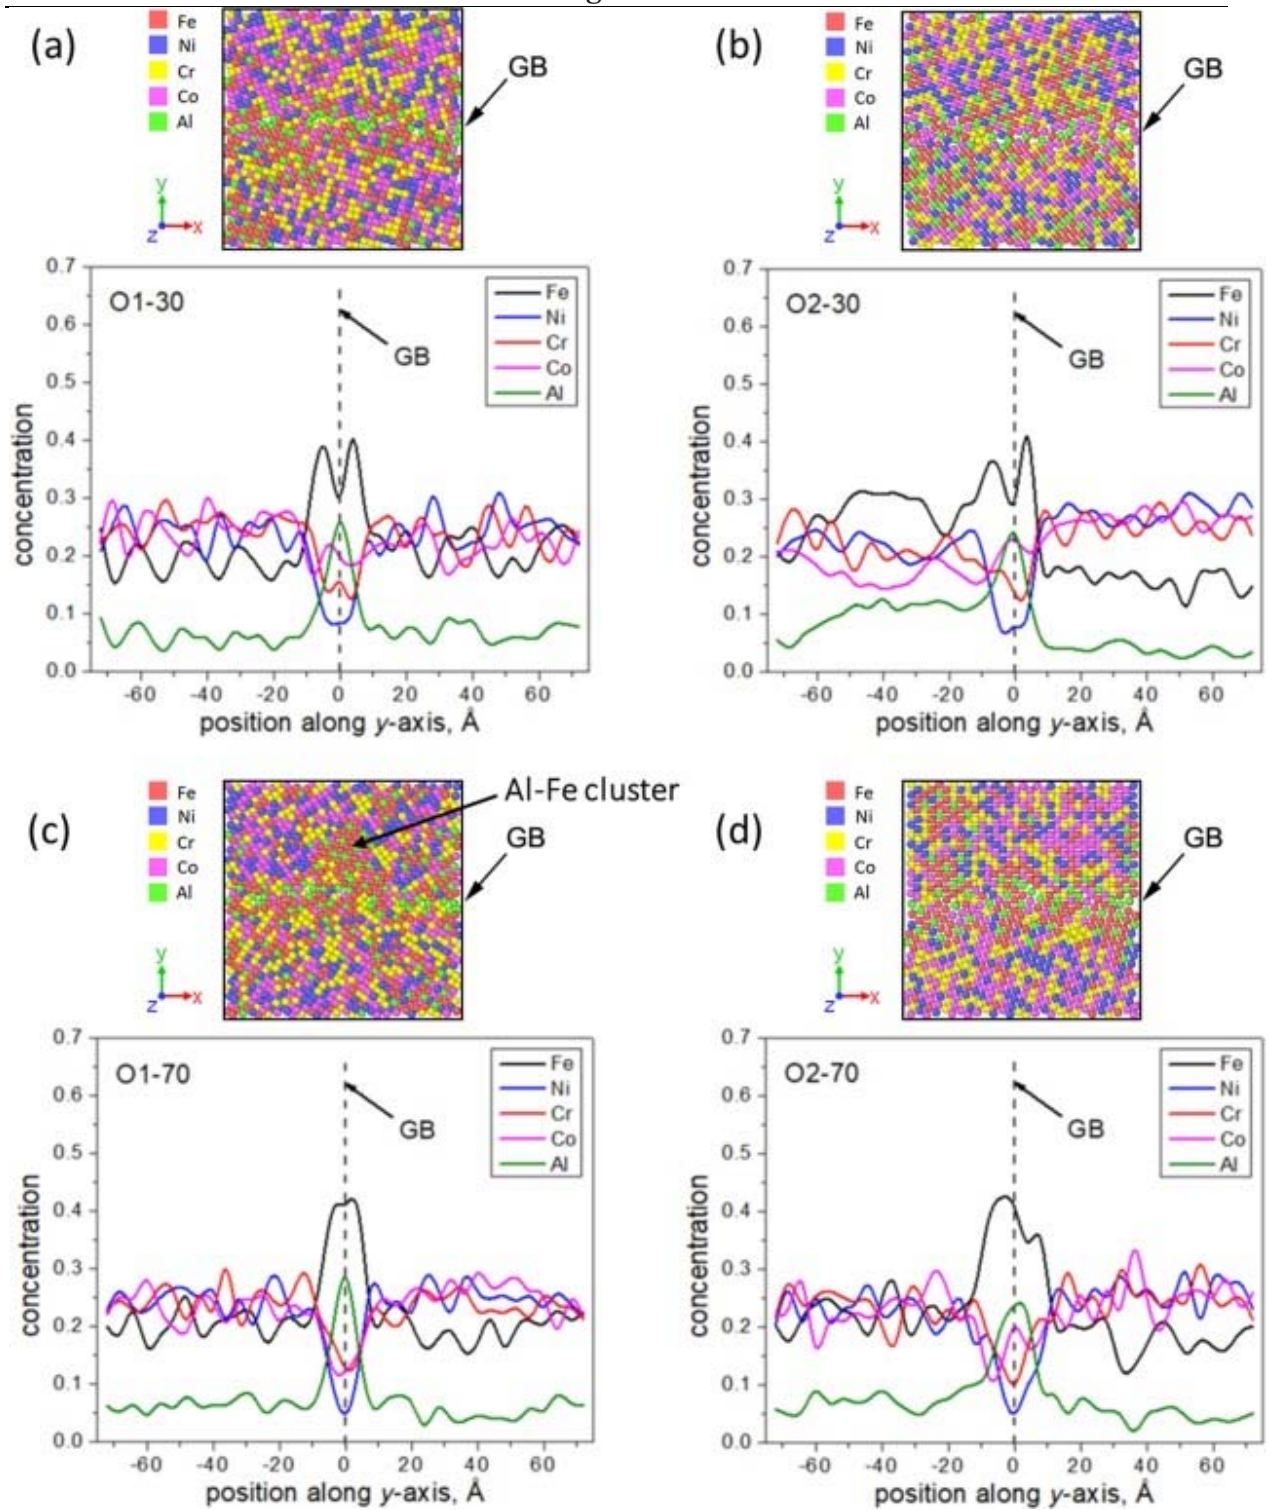 (a)
Fe
Ni
Cr
Co
Al
GB
y
z
x
O1-30
Fe
Ni
Cr
Co
Al
GB
concentration
0.7
0.6
0.5
0.4
0.3
0.2
0.1
0.0
-60 -40 -20 0 20 40 60
position along y-axis, Å
(b)
Fe
Ni
Cr
Co
Al
GB
y
z
x
O2-30
Fe
Ni
Cr
Co
Al
GB
concentration
0.7
0.6
0.5
0.4
0.3
0.2
0.1
0.0
-60 -40 -20 0 20 40 60
position along y-axis, Å
(c)
Fe
Ni
Cr
Co
Al
Al-Fe cluster
GB
y
z
x
O1-70
Fe
Ni
Cr
Co
Al
GB
concentration
0.7
0.6
0.5
0.4
0.3
0.2
0.1
0.0
-60 -40 -20 0 20 40 60
position along y-axis, Å
(d)
Fe
Ni
Cr
Co
Al
GB
y
z
x
O2-70
Fe
Ni
Cr
Co
Al
GB
concentration
0.7
0.6
0.5
0.4
0.3
0.2
0.1
0.0
-60 -40 -20 0 20 40 60
position along y-axis, Å